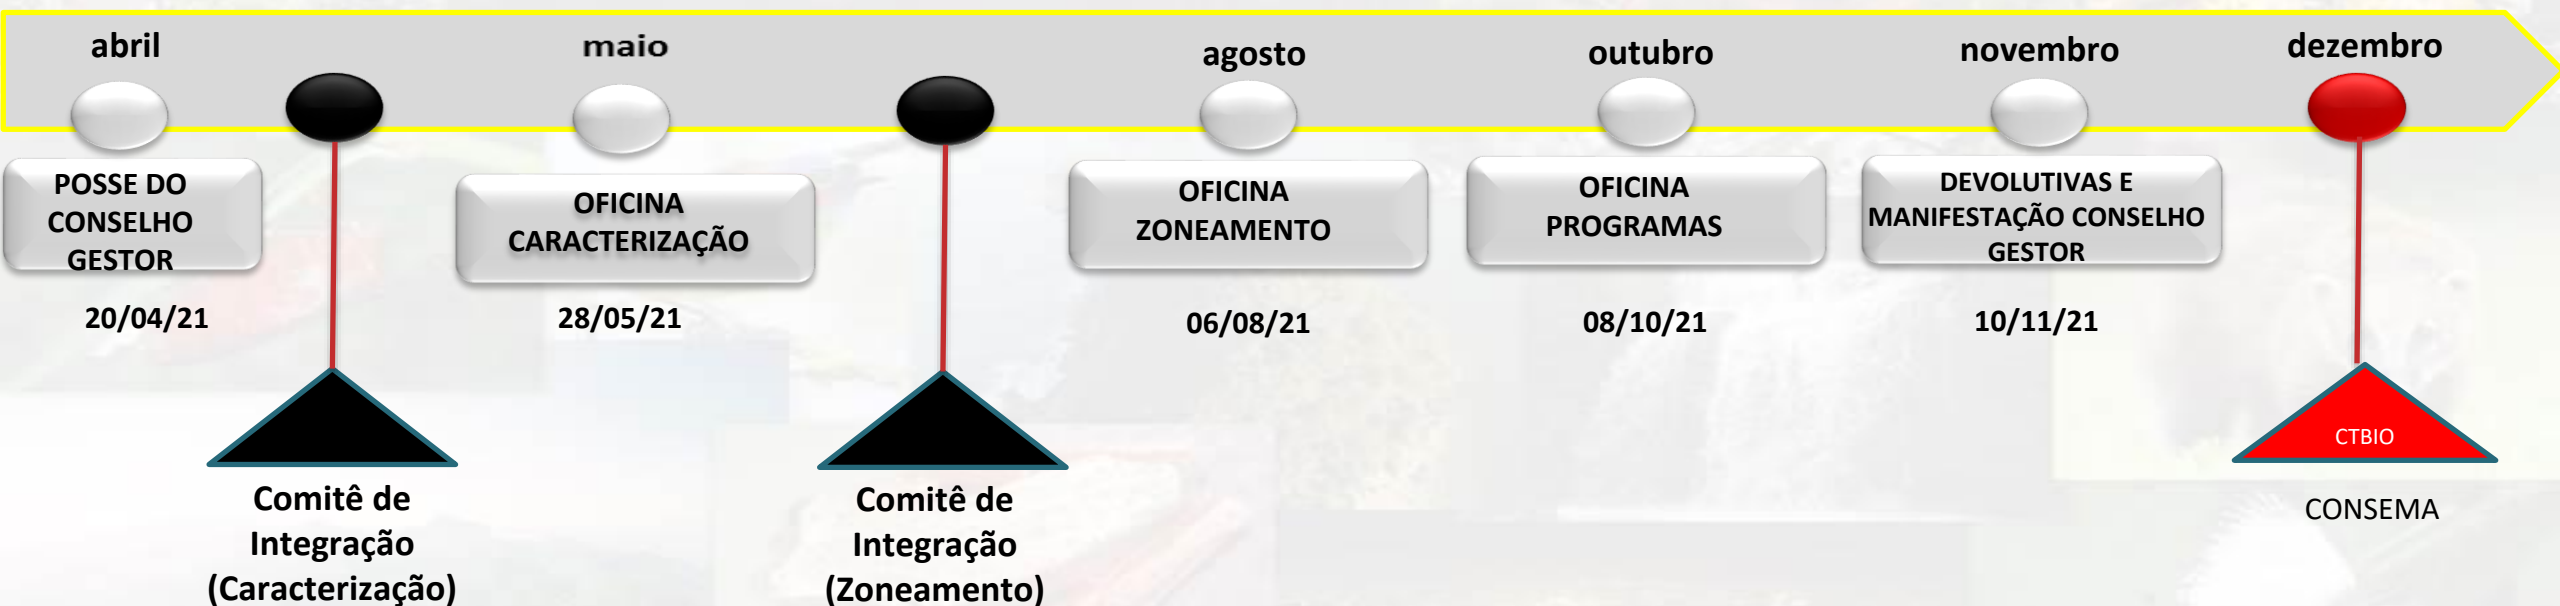 abril
maio
agosto
outubro
novembro
dezembro
POSSE DO
CONSELHO
GESTOR
20/04/21
OFICINA
CARACTERIZAÇÃO
28/05/21
OFICINA
ZONEAMENTO
06/08/21
OFICINA
PROGRAMAS
08/10/21
DEVOLUTIVAS E
MANIFESTAÇÃO CONSELHO
GESTOR
10/11/21
Comitê de
Integração
(Caracterização)
Comitê de
Integração
(Zoneamento)
CTBIO
CONSEMA